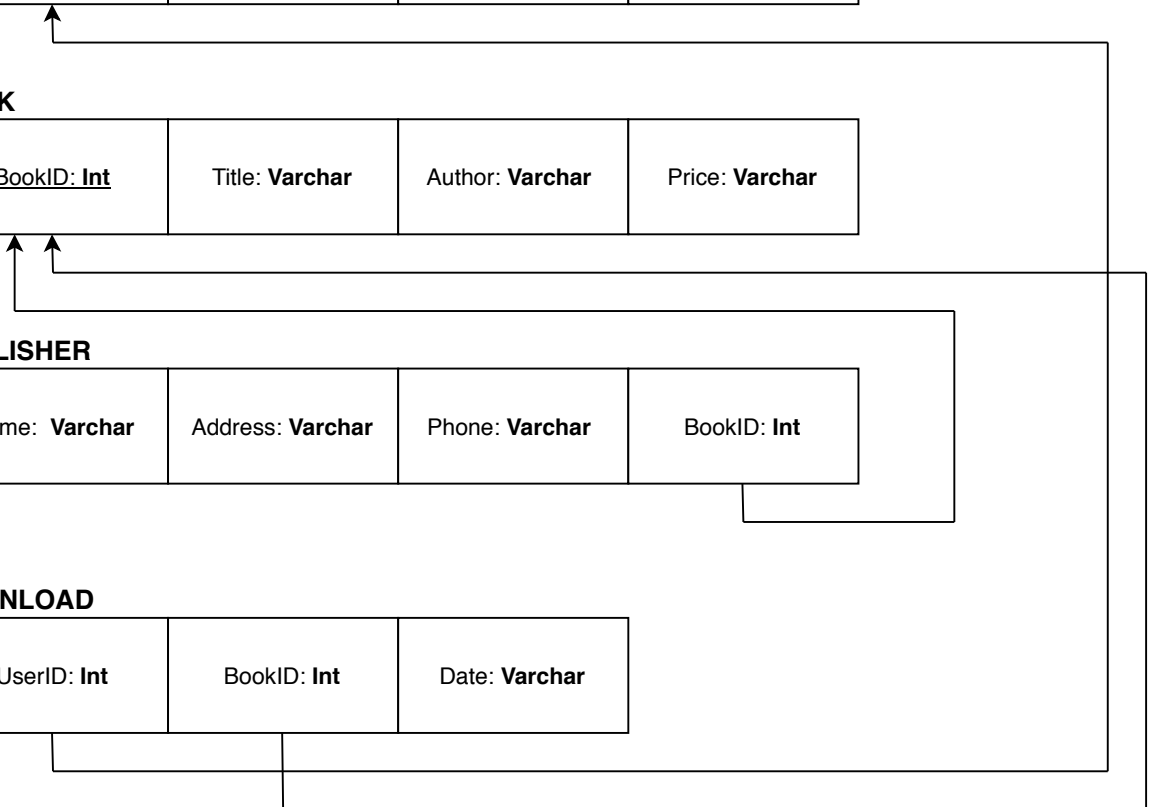 K
BookID: Int
Title: Varchar
Author: Varchar
Price: Varchar
LISHER
me: Varchar
Address: Varchar
Phone: Varchar
BookID: Int
NLOAD
UserID: Int
BookID: Int
Date: Varchar